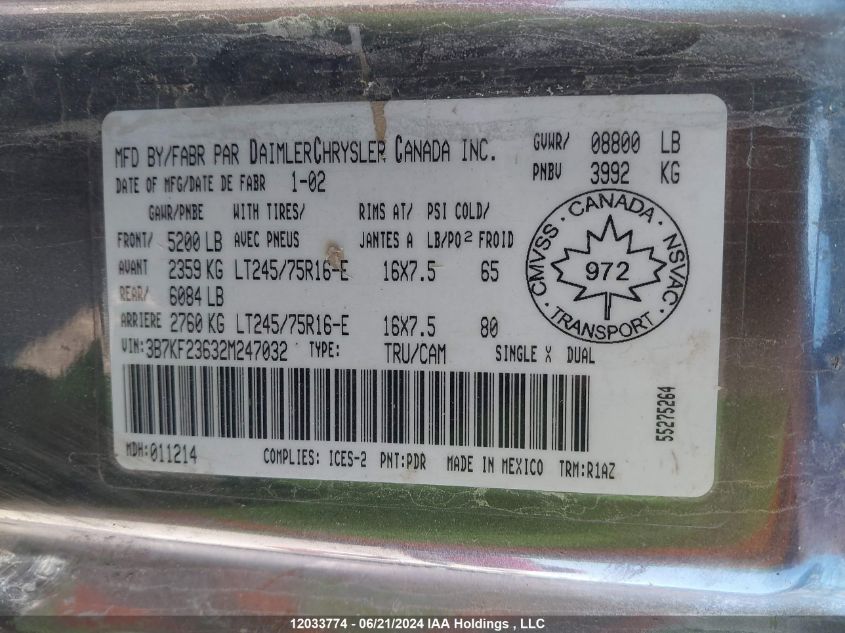 MFD BY/FABR PAR DAIMLERCHRYSLER CANADA INC.
GVWR/ 08800 LB
DATE OF MFG/DATE DE FABR 1-02
PNBV 3992 KG
GAWR/PNBE WITH TIRES/ RIMS AT/ PSI COLD/
FRONT/ 5200 LB AVEC PNEUS JANTES A LB/PO2 FROID
AVANT 2359 KG LT245/75R16-E 16X7.5 65
REAR/ 6084 LB
ARRIERE 2760 KG LT245/75R16-E 16X7.5 80
VIN:3B7KF23632M247032 TYPE: TRU/CAM SINGLE X DUAL
CMVSS · CANADA · NSVAC · TRANSPORT ·
972
55275264
MDH:011214 COMPLIES: ICES-2 PNT:PDR MADE IN MEXICO TRM:R1AZ
12033774 - 06/21/2024 IAA Holdings , LLC